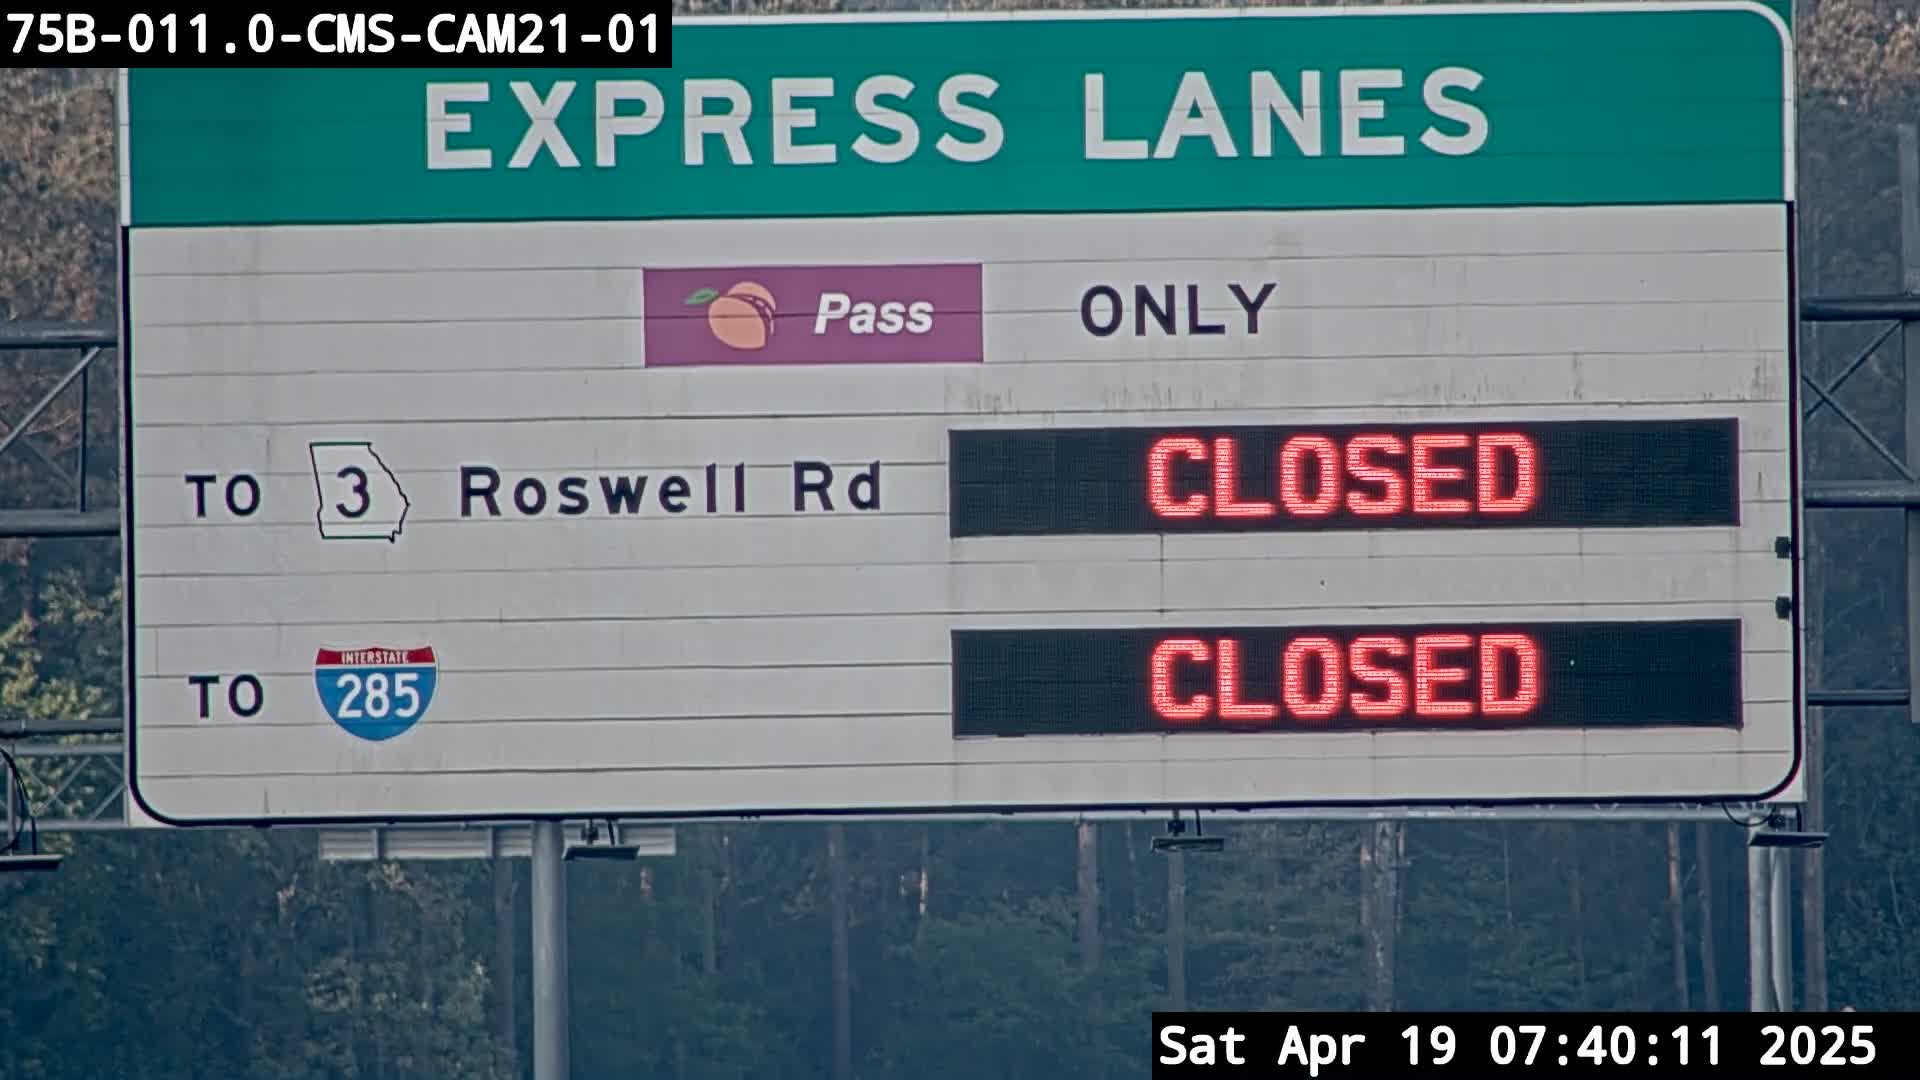 75B-011.0-CMS-CAM21-01
EXPRESS LANES
Pass ONLY
TO 3 Roswell Rd CLOSED
TO INTERSTATE 285 CLOSED
Sat Apr 19 07:40:11 2025